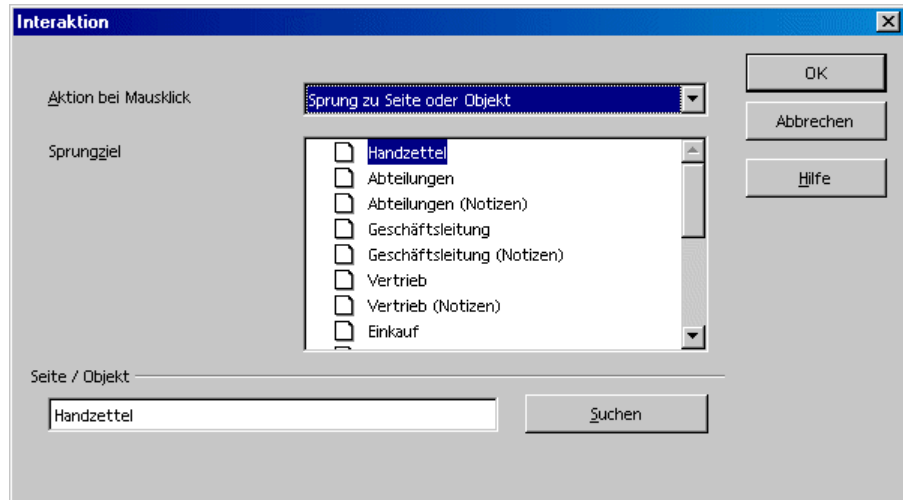 Interaktion
Aktion bei Mausklick
Sprung zu Seite oder Objekt
OK
Abbrechen
Hilfe
Sprungziel
Handzettel
Abteilungen
Abteilungen (Notizen)
Geschäftsleitung
Geschäftsleitung (Notizen)
Vertrieb
Vertrieb (Notizen)
Einkauf
Seite / Objekt
Handzettel
Suchen